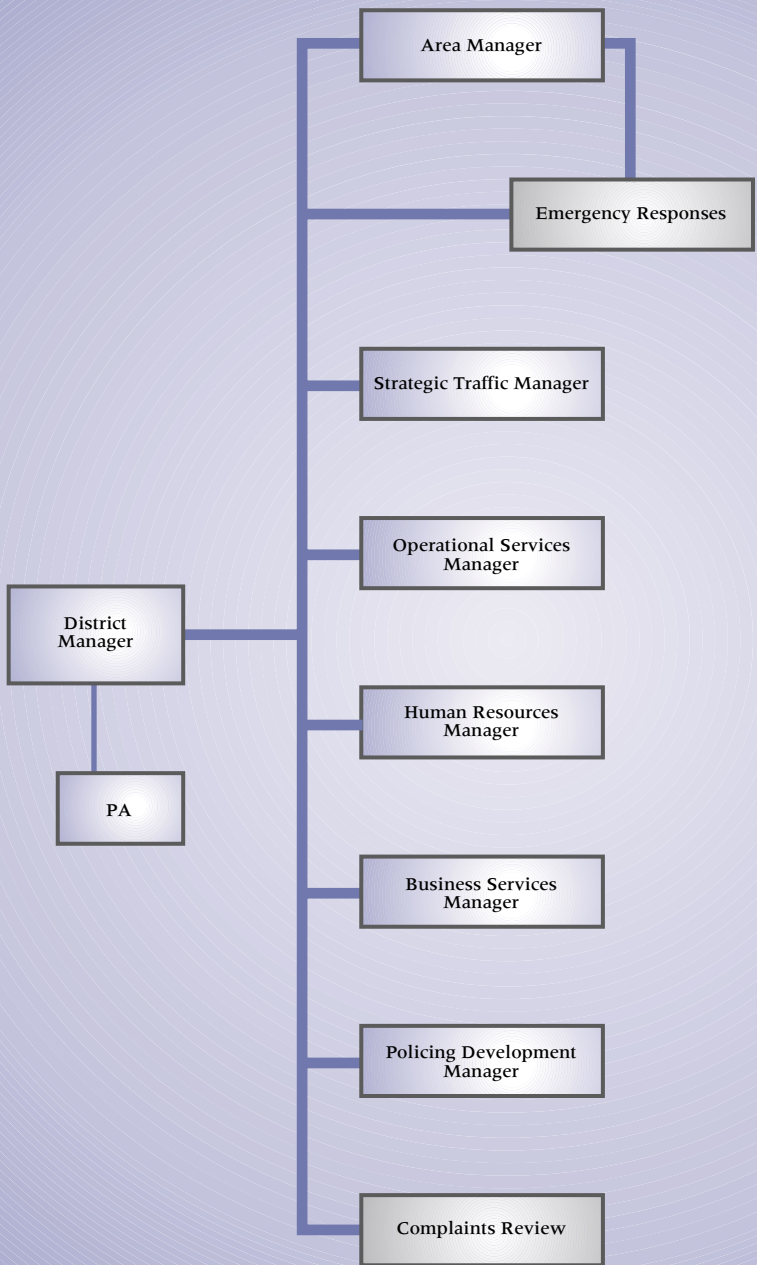 Area Manager
Emergency Responses
Strategic Traffic Manager
Operational Services
Manager
District
Manager
Human Resources
Manager
PA
Business Services
Manager
Policing Development
Manager
Complaints Review